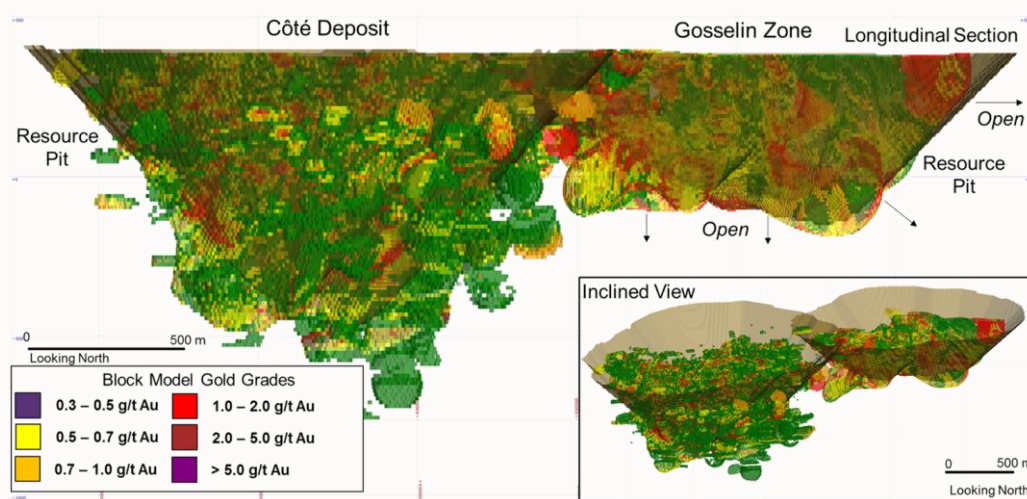 Côté Deposit
Gosselin Zone
Longitudinal Section
Open
Resource
Pit
Resource
Pit
Open
0
500 m
Looking North
Block Model Gold Grades
0.3 – 0.5 g/t Au
1.0 – 2.0 g/t Au
0.5 – 0.7 g/t Au
2.0 – 5.0 g/t Au
0.7 – 1.0 g/t Au
> 5.0 g/t Au
Inclined View
0
500 m
Looking North